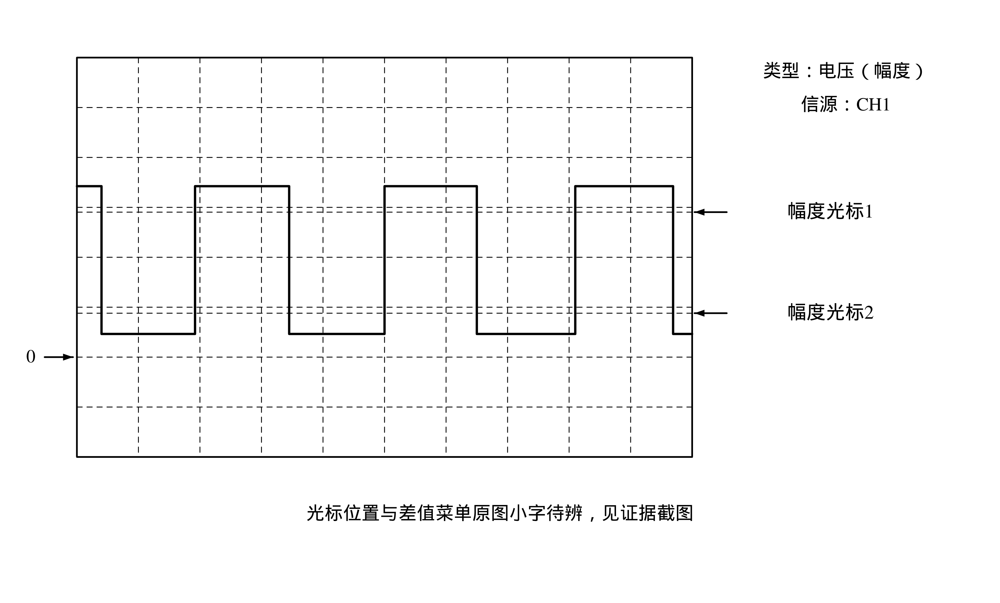 类型：电压（幅度）
信源：CH1
幅度光标1
幅度光标2
0
光标位置与差值菜单原图小字待辨，见证据截图